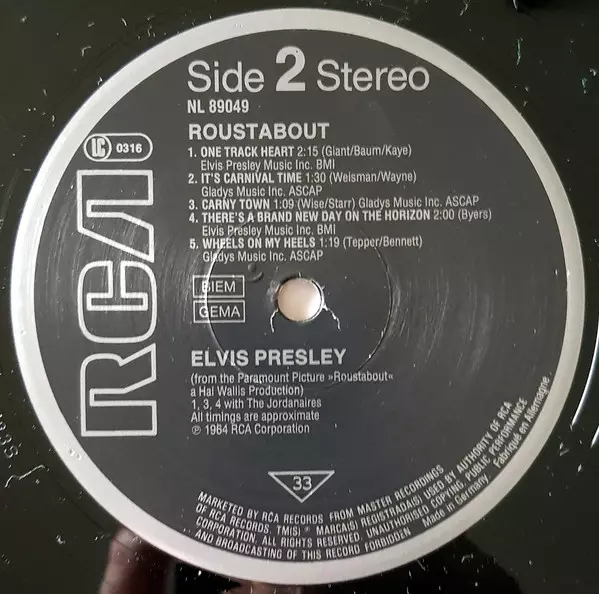 Side 2 Stereo
NL 89049
ROUSTABOUT
LC 0316
1. ONE TRACK HEART 2:15 (Giant/Baum/Kaye)
Elvis Presley Music Inc. BMI
2. IT'S CARNIVAL TIME 1:30 (Weisman/Wayne)
Gladys Music Inc. ASCAP
3. CARNY TOWN 1:09 (Wise/Starr) Gladys Music Inc. ASCAP
4. THERE'S A BRAND NEW DAY ON THE HORIZON 2:00 (Byers)
Elvis Presley Music Inc. BMI
5. WHEELS ON MY HEELS 1:19 (Tepper/Bennett)
Gladys Music Inc. ASCAP
RCA
BIEM
GEMA
ELVIS PRESLEY
(from the Paramount Picture »Roustabout«
a Hal Wallis Production)
1, 3, 4 with The Jordanaires
All timings are approximate
℗ 1964 RCA Corporation
33
MARKETED BY RCA RECORDS FROM MASTER RECORDINGS
OF RCA RECORDS. TM(S) ® MARCA(S) REGISTRADA(S) USED BY AUTHORITY OF RCA
CORPORATION. ALL RIGHTS RESERVED. UNAUTHORISED COPYING, PUBLIC PERFORMANCE
AND BROADCASTING OF THIS RECORD FORBIDDEN
Made in Germany Fabriqué en Allemagne